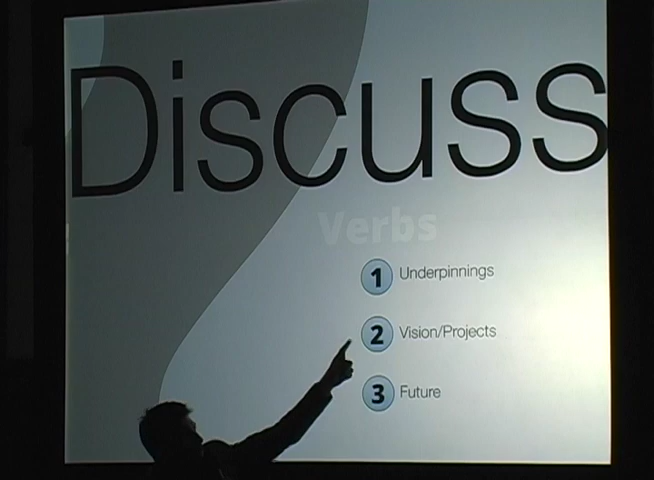 Discuss
Verbs
1 Underpinnings
2 Vision/Projects
3 Future